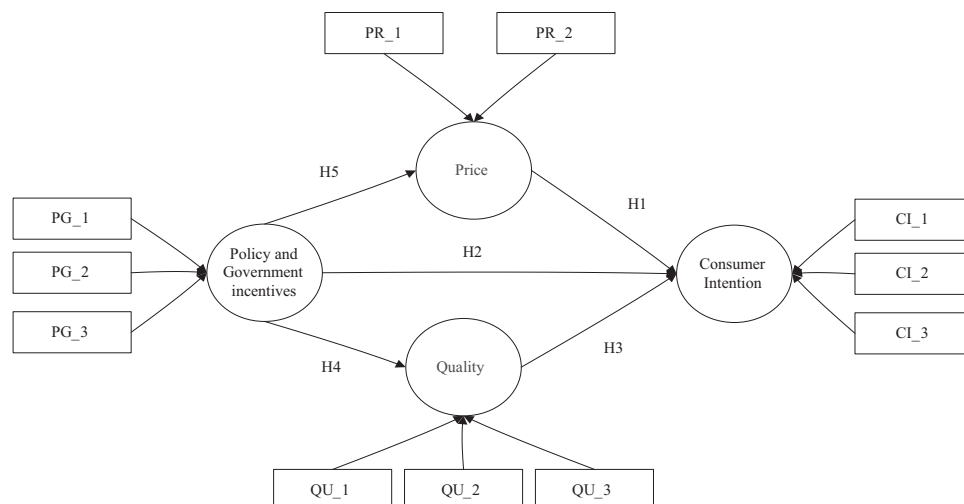 PR_1
PR_2
H5
Price
H1
PG_1
PG_2
PG_3
Policy and
Government
incentives
H2
Consumer
Intention
CI_1
CI_2
CI_3
H4
Quality
H3
QU_1
QU_2
QU_3